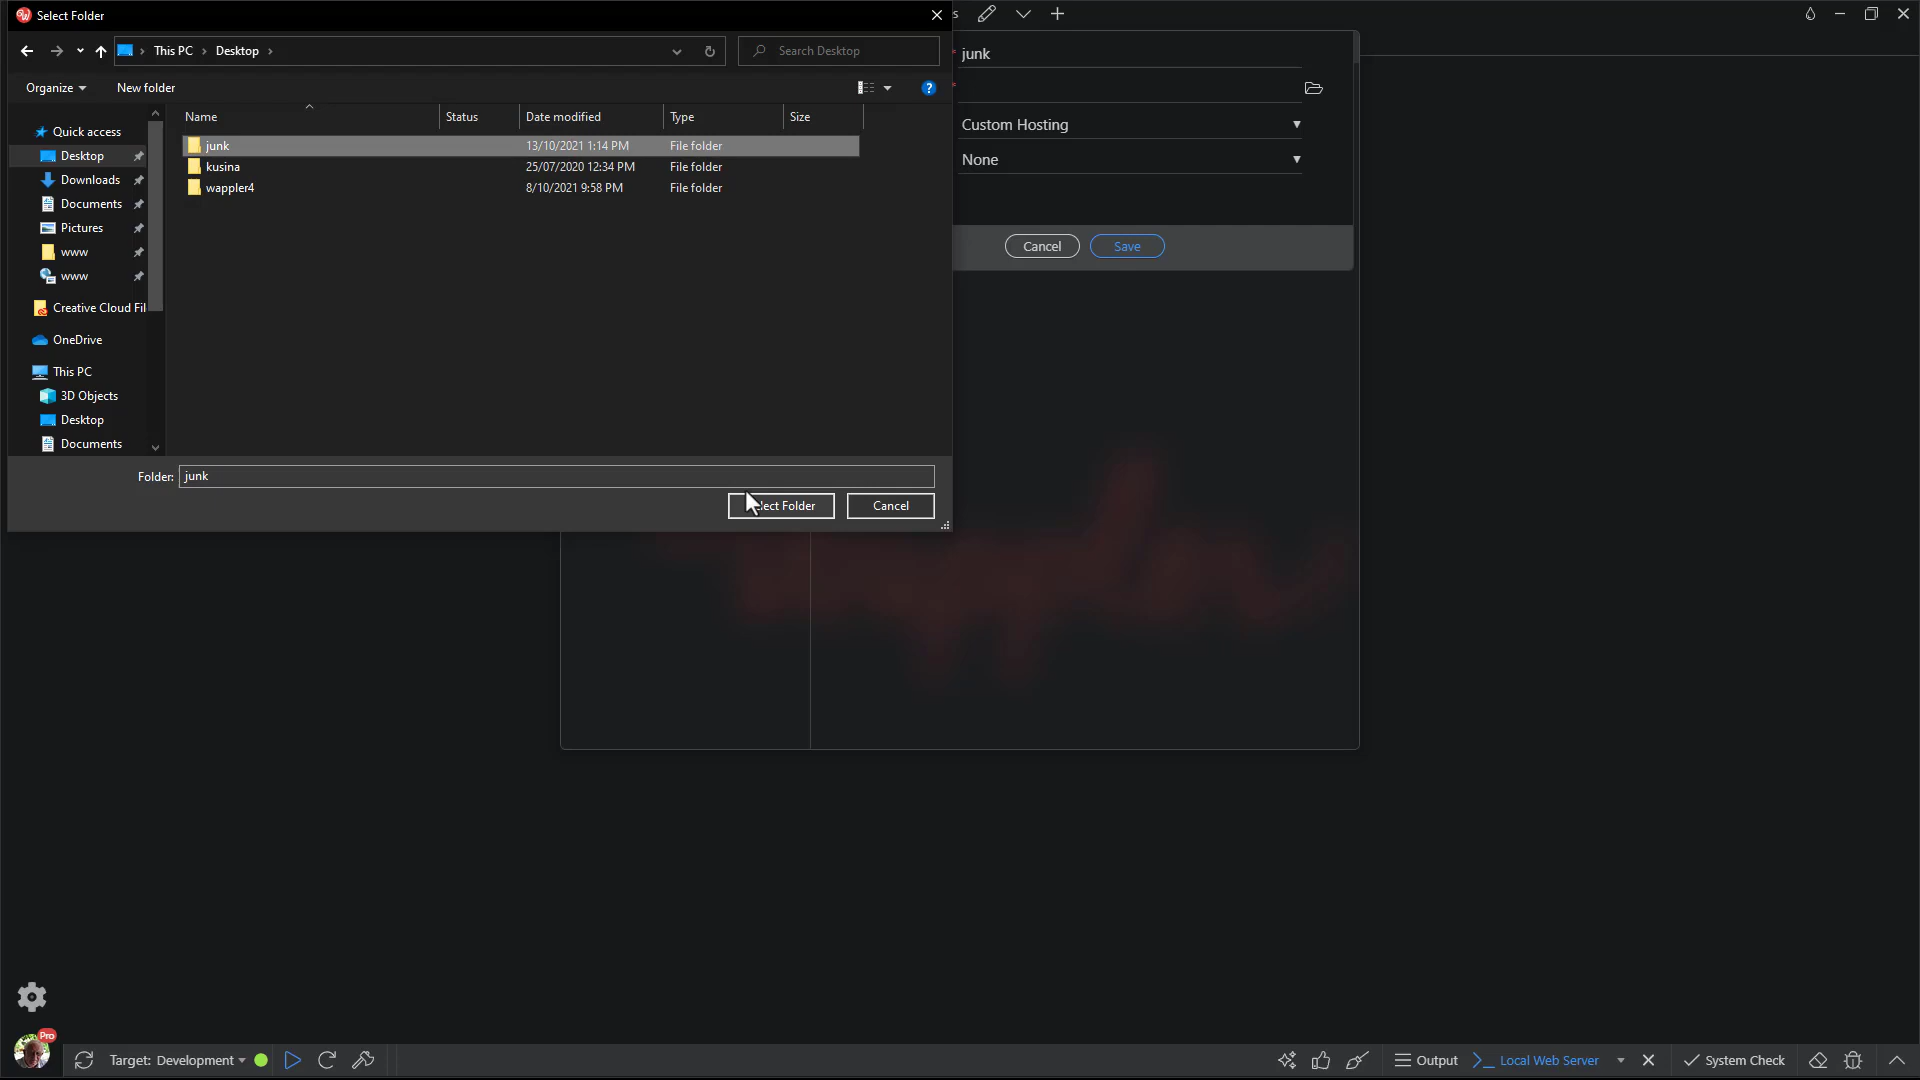 Select Folder
This PC Desktop
Search Desktop
Organize
New folder
Name Status Date modified Type Size
junk 13/10/2021 1:14 PM File folder
kusina 25/07/2020 12:34 PM File folder
wappler4 8/10/2021 9:58 PM File folder
Quick access
Desktop
Downloads
Documents
Pictures
www
www
Creative Cloud Fil
OneDrive
This PC
3D Objects
Desktop
Documents
Folder: junk
lect Folder
Cancel
s
* junk
*
Custom Hosting
None
Cancel
Save
Pro
Target: Development
Output
Local Web Server
System Check